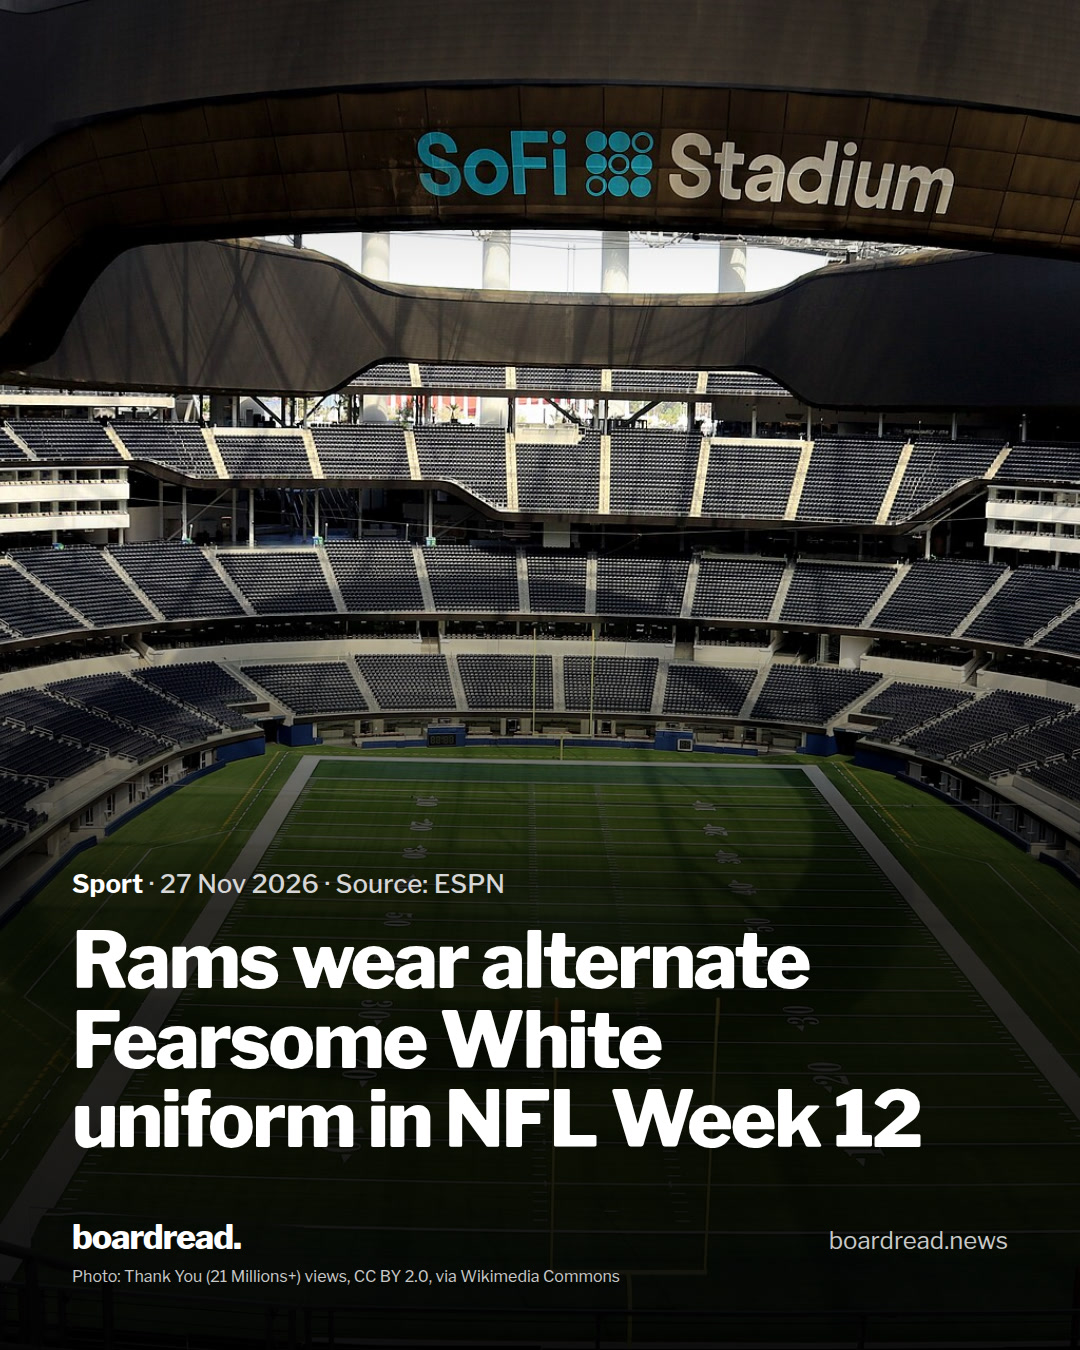 SoFi Stadium
Sport · 27 Nov 2026 · Source: ESPN
Rams wear alternate
Fearsome White
uniform in NFL Week 12
boardread.
boardread.news
Photo: Thank You (21 Millions+) views, CC BY 2.0, via Wikimedia Commons